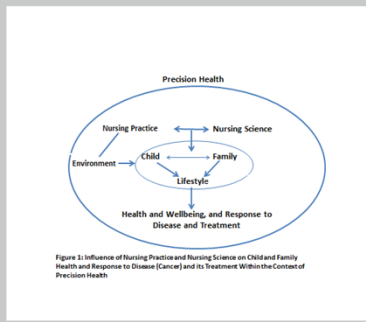 Precision Health
Nursing Practice
Nursing Science
Child
Family
Environment
Lifestyle
Health and Wellbeing, and Response to
Disease and Treatment
Figure 1: Influence of Nursing Practice and Nursing Science on Child and Family
Health and Response to Disease (Cancer) and its Treatment Within the Context of
Precision Health